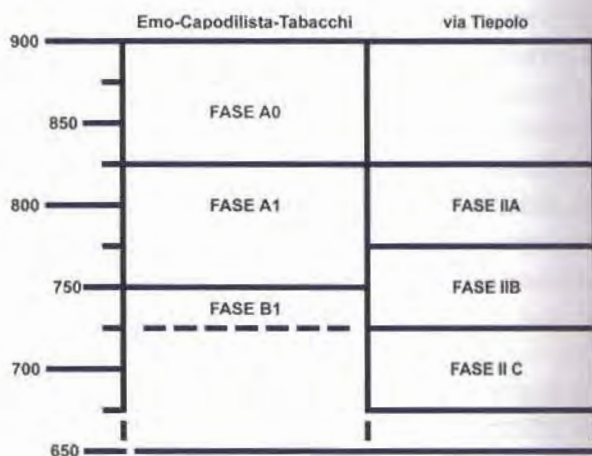 Emo-Capodilista-Tabacchi via Tiepolo
900
FASE A0
850
800 FASE A1 FASE IIA
750
FASE B1 FASE IIB
700 FASE II C
650